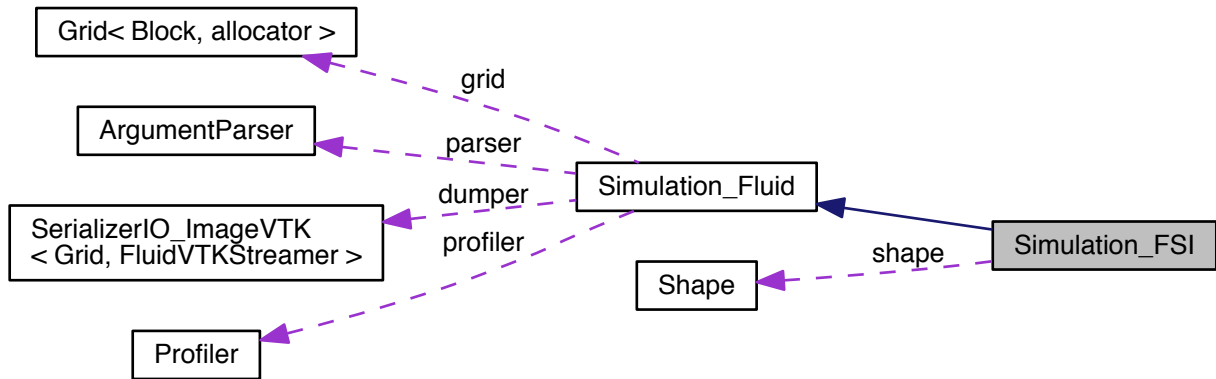 Grid< Block, allocator >
grid
ArgumentParser
parser
Simulation_Fluid
dumper
SerializerIO_ImageVTK
< Grid, FluidVTKStreamer >
profiler
shape
Simulation_FSI
Shape
Profiler